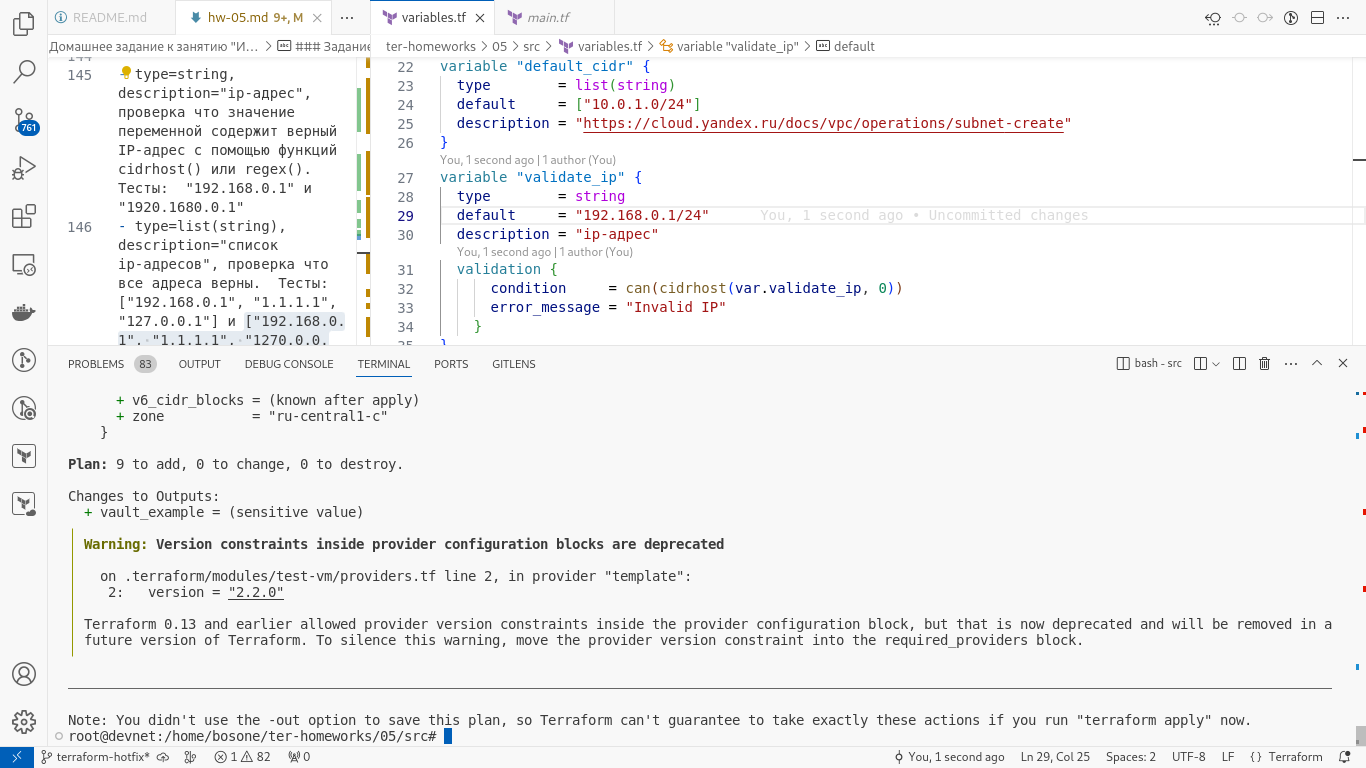 README.md
hw-05.md 9+, M
variables.tf
main.tf
Домашнее задание к занятию "И...
### Задание
ter-homeworks
05
src
variables.tf
variable "validate_ip"
default
144
145
type=string,
description="ip-адрес",
проверка что значение
переменной содержит верный
IP-адрес с помощью функций
cidrhost() или regex().
Тесты:  "192.168.0.1" и
"1920.1680.0.1"
146 - type=list(string),
description="список
ip-адресов", проверка что
все адреса верны.  Тесты:
["192.168.0.1", "1.1.1.1",
"127.0.0.1"] и ["192.168.0.
1", "1.1.1.1", "1270.0.0.
22 variable "default_cidr" {
23 type        = list(string)
24 default     = ["10.0.1.0/24"]
25 description = "https://cloud.yandex.ru/docs/vpc/operations/subnet-create"
26 }
You, 1 second ago | 1 author (You)
27 variable "validate_ip" {
28 type        = string
29 default     = "192.168.0.1/24" You, 1 second ago • Uncommitted changes
30 description = "ip-адрес"
You, 1 second ago | 1 author (You)
31 validation {
32 condition     = can(cidrhost(var.validate_ip, 0))
33 error_message = "Invalid IP"
34 }
35 }
PROBLEMS 83 OUTPUT DEBUG CONSOLE TERMINAL PORTS GITLENS
bash - src
761
+ v6_cidr_blocks = (known after apply)
+ zone           = "ru-central1-c"
}
Plan: 9 to add, 0 to change, 0 to destroy.
Changes to Outputs:
+ vault_example = (sensitive value)
Warning: Version constraints inside provider configuration blocks are deprecated
on .terraform/modules/test-vm/providers.tf line 2, in provider "template":
2:   version = "2.2.0"
Terraform 0.13 and earlier allowed provider version constraints inside the provider configuration block, but that is now deprecated and will be removed in a
future version of Terraform. To silence this warning, move the provider version constraint into the required_providers block.
Note: You didn't use the -out option to save this plan, so Terraform can't guarantee to take exactly these actions if you run "terraform apply" now.
root@devnet:/home/bosone/ter-homeworks/05/src#
terraform-hotfix* 1 82 0 You, 1 second ago Ln 29, Col 25 Spaces: 2 UTF-8 LF { } Terraform